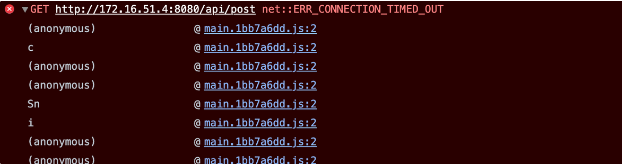 GET http://172.16.51.4:8080/api/post net::ERR_CONNECTION_TIMED_OUT
(anonymous) @ main.1bb7a6dd.js:2
c @ main.1bb7a6dd.js:2
(anonymous) @ main.1bb7a6dd.js:2
(anonymous) @ main.1bb7a6dd.js:2
Sn @ main.1bb7a6dd.js:2
i @ main.1bb7a6dd.js:2
(anonymous) @ main.1bb7a6dd.js:2
(anonymous) @ main.1bb7a6dd.js:2